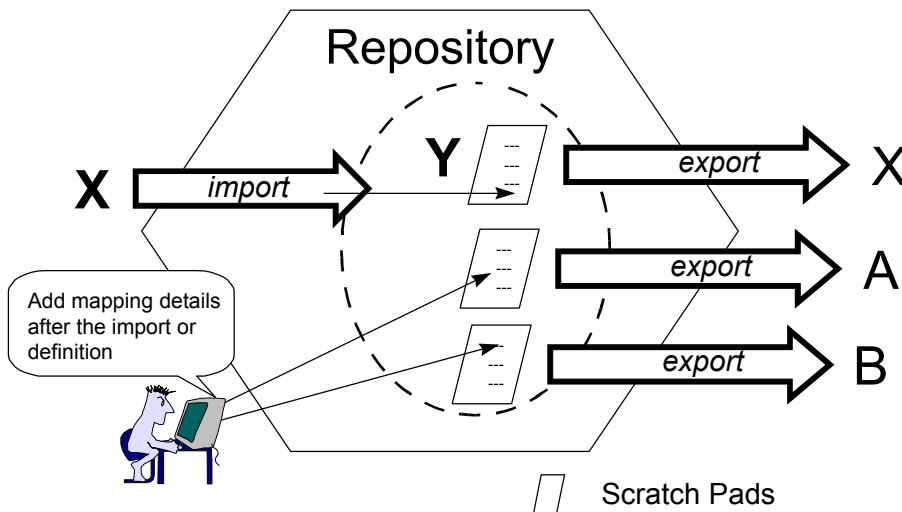 Repository
X
import
Y
---
---
---
export
X
---
---
---
export
A
Add mapping details
after the import or
definition
---
---
---
export
B
Scratch Pads